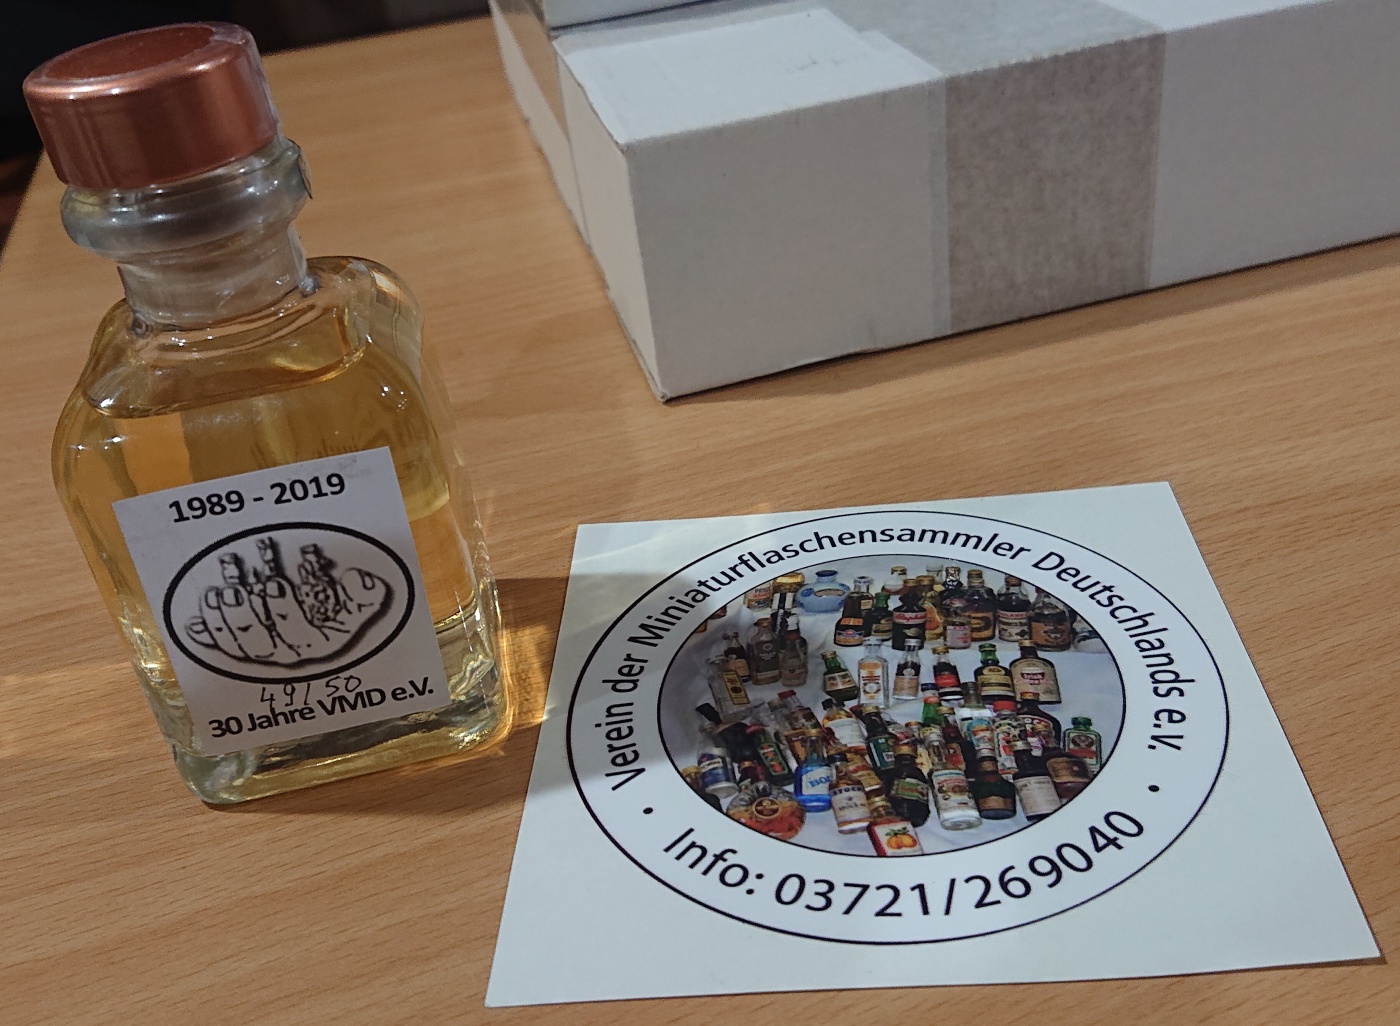 1989 - 2019
49/50
30 Jahre VMD e.V.
Verein der Miniaturflaschensammler Deutschlands e.V.
• Info: 03721/269040 •